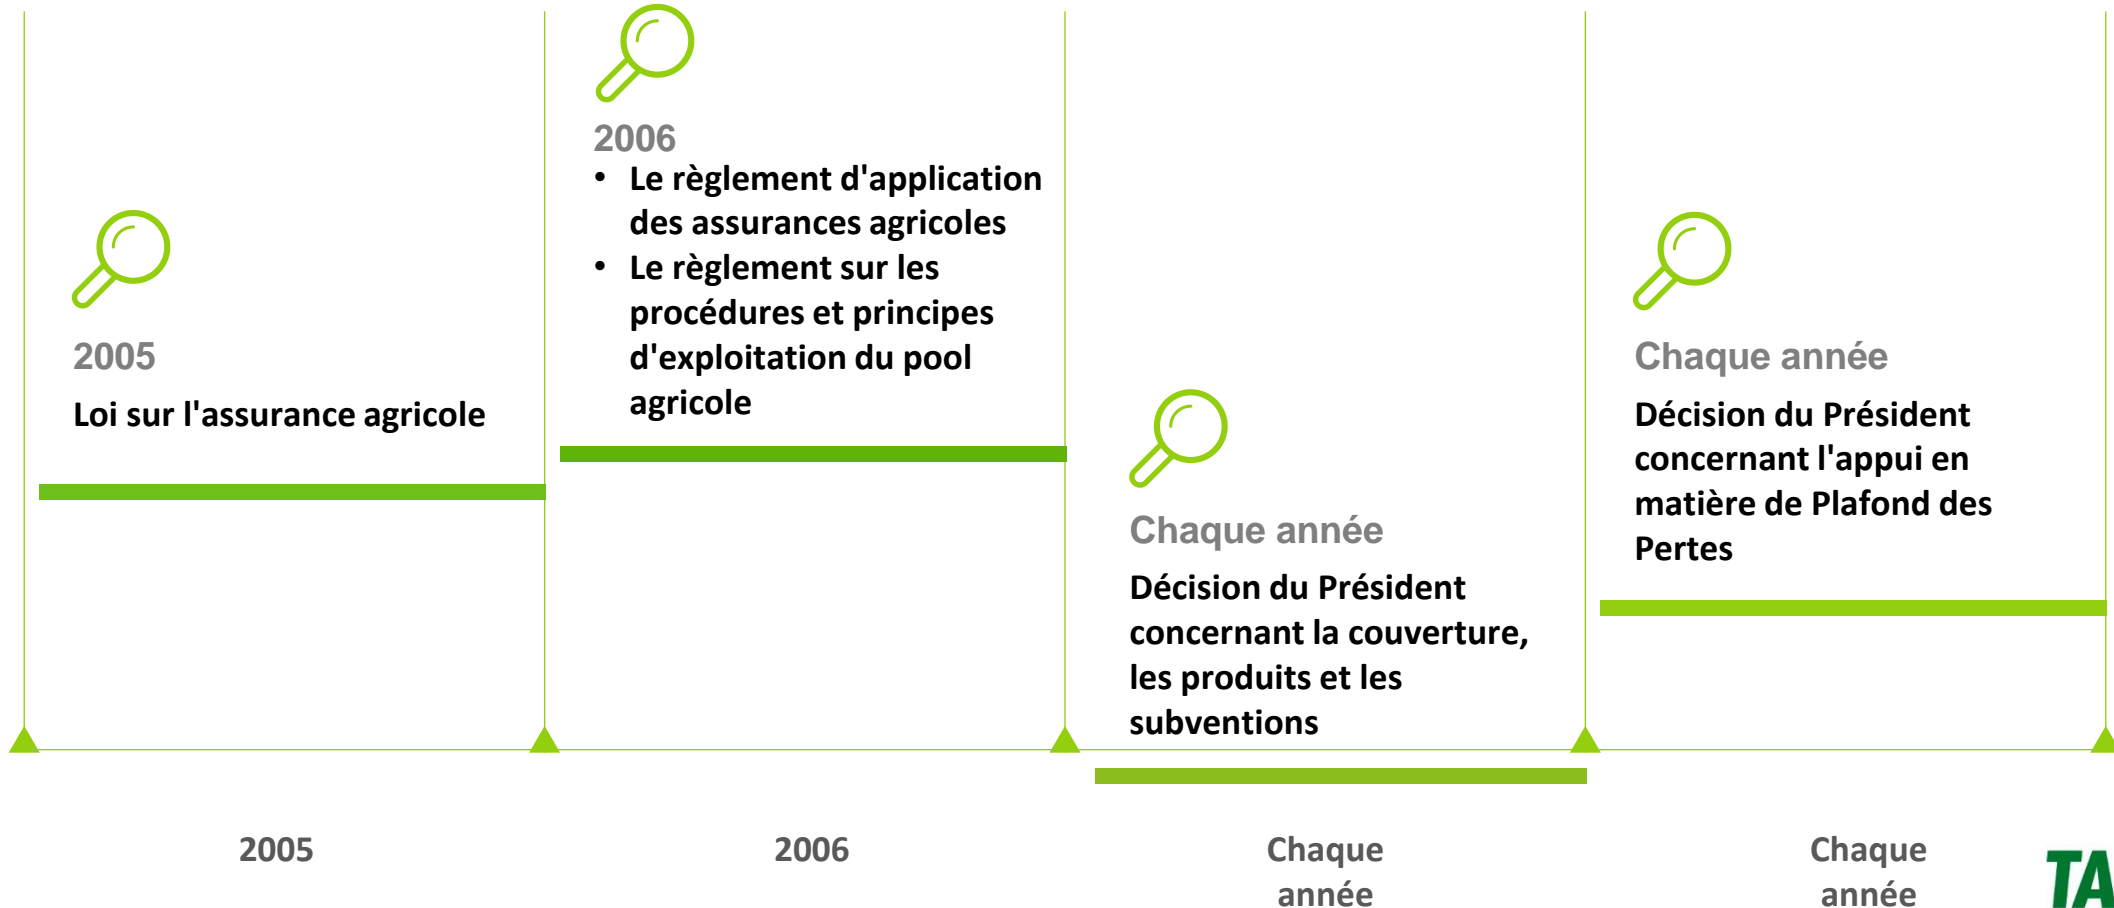 2005
Loi sur l'assurance agricole
2006
• Le règlement d'application
des assurances agricoles
• Le règlement sur les
procédures et principes
d'exploitation du pool
agricole
Chaque année
Décision du Président
concernant la couverture,
les produits et les
subventions
Chaque année
Décision du Président
concernant l'appui en
matière de Plafond des
Pertes
2005
2006
Chaque
année
Chaque
année
TA